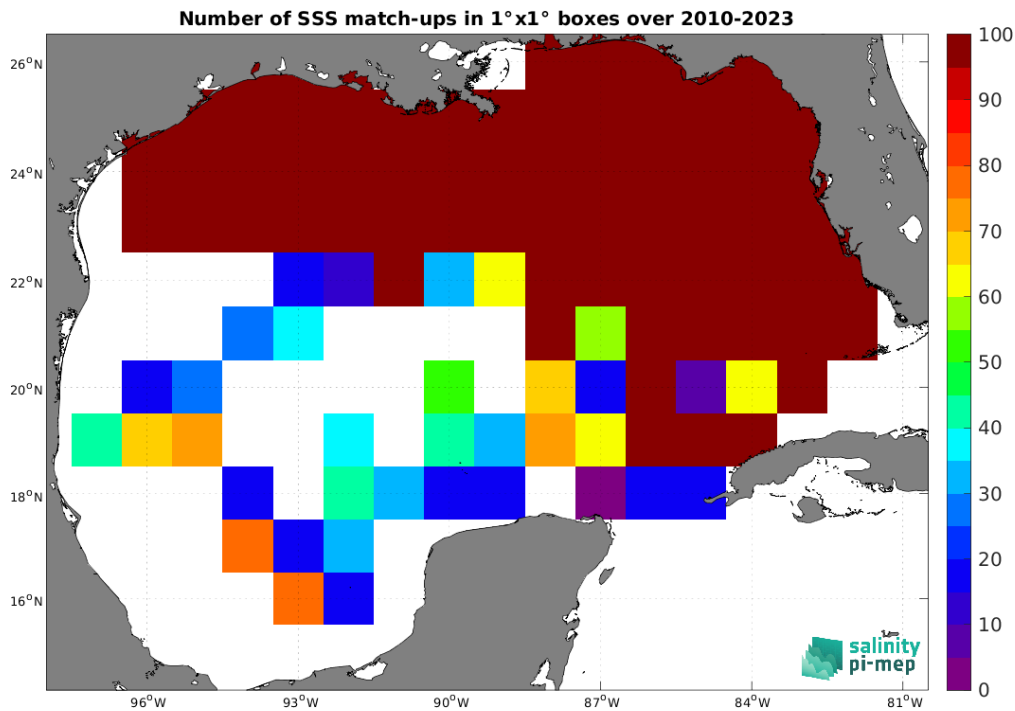 Number of SSS match-ups in 1°x1° boxes over 2010-2023
26°N
24°N
22°N
20°N
18°N
16°N
96°W
93°W
90°W
87°W
84°W
81°W
100
90
80
70
60
50
40
30
20
10
0
salinity
pi-mep